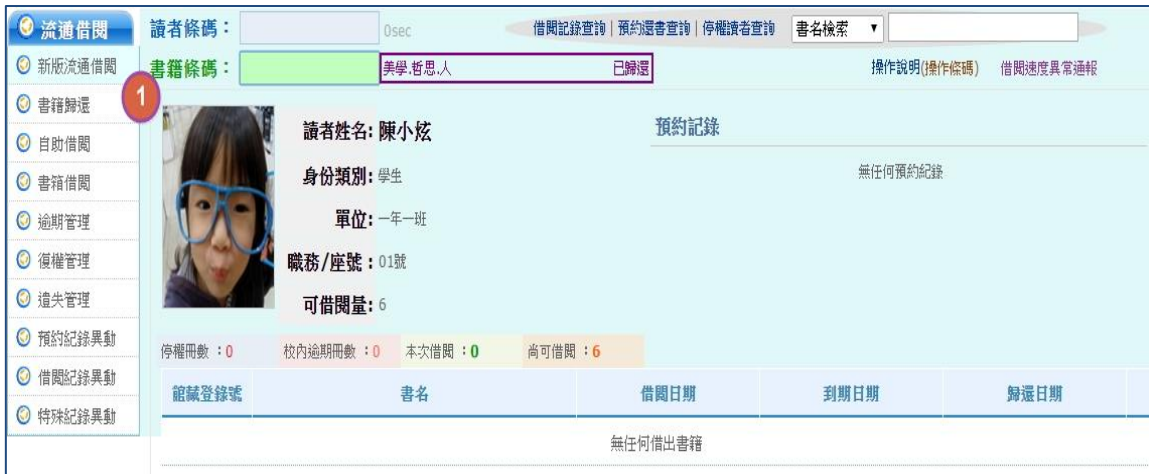 流通借閱
新版流通借閱
書籍歸還
自助借閱
書箱借閱
逾期管理
復權管理
遺失管理
預約紀錄異動
借閱紀錄異動
特殊紀錄異動
1
讀者條碼： 0sec 借閱記錄查詢 | 預約還書查詢 | 停權讀者查詢 書名檢索
書籍條碼： 美學.哲思.人 已歸還 操作說明(操作條碼) 借閱速度異常通報
讀者姓名: 陳小炫
身份類別: 學生
單位: 一年一班
職務/座號： 01號
可借閱量: 6
預約記錄
無任何預約紀錄
停權冊數 ：0 校內逾期冊數 ：0 本次借閱 ：0 尚可借閱 ：6
館藏登錄號 書名 借閱日期 到期日期 歸還日期
無任何借出書籍